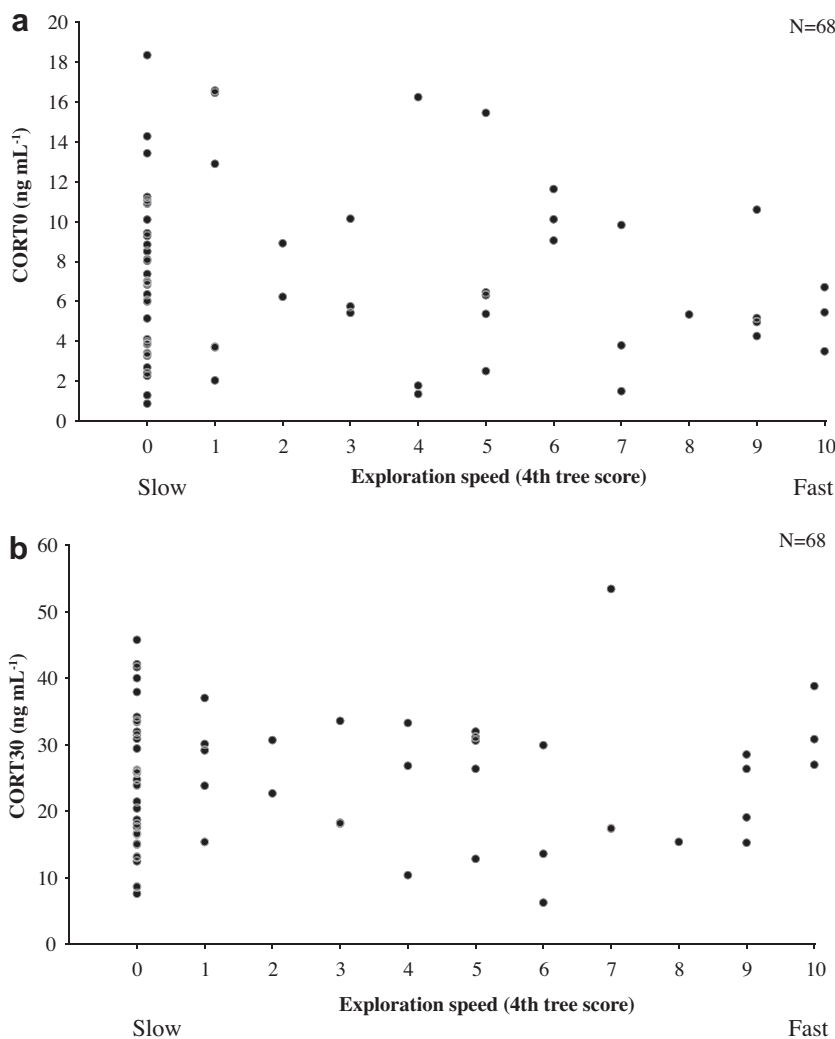 a
N=68
20
18
16
14
12
10
8
6
4
2
0
CORT0 (ng mL⁻¹)
0 1 2 3 4 5 6 7 8 9 10
Slow Exploration speed (4th tree score) Fast
b
N=68
60
50
40
30
20
10
0
CORT30 (ng mL⁻¹)
0 1 2 3 4 5 6 7 8 9 10
Exploration speed (4th tree score)
Slow Fast